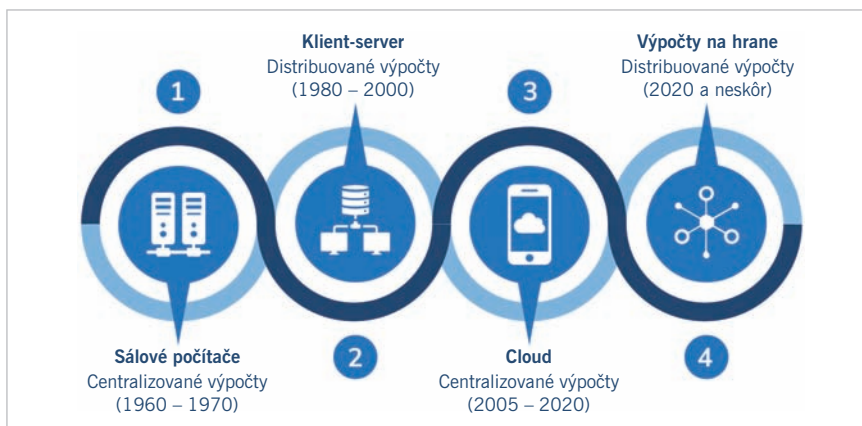 1
Sálové počítače
Centralizované výpočty
(1960 – 1970)
Klient-server
Distribuované výpočty
(1980 – 2000)
2
3
Cloud
Centralizované výpočty
(2005 – 2020)
Výpočty na hrane
Distribuované výpočty
(2020 a neskôr)
4